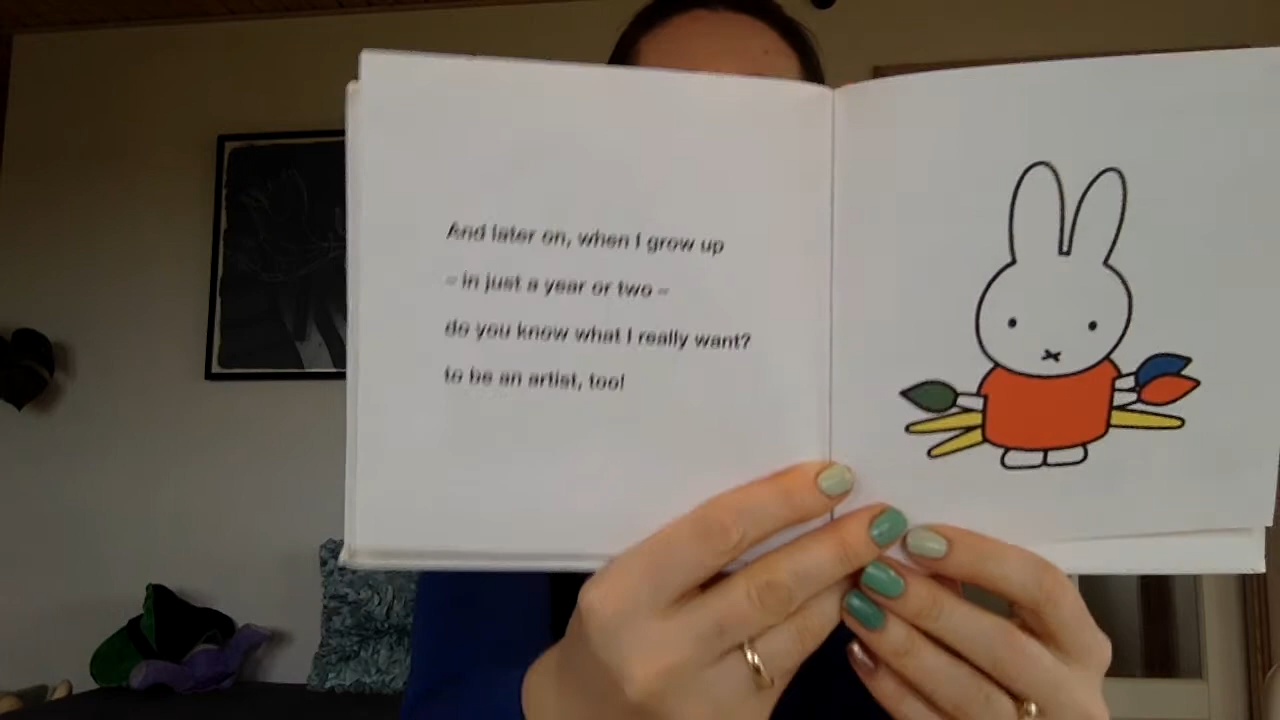 And later on, when I grow up
– in just a year or two –
do you know what I really want?
to be an artist, too!